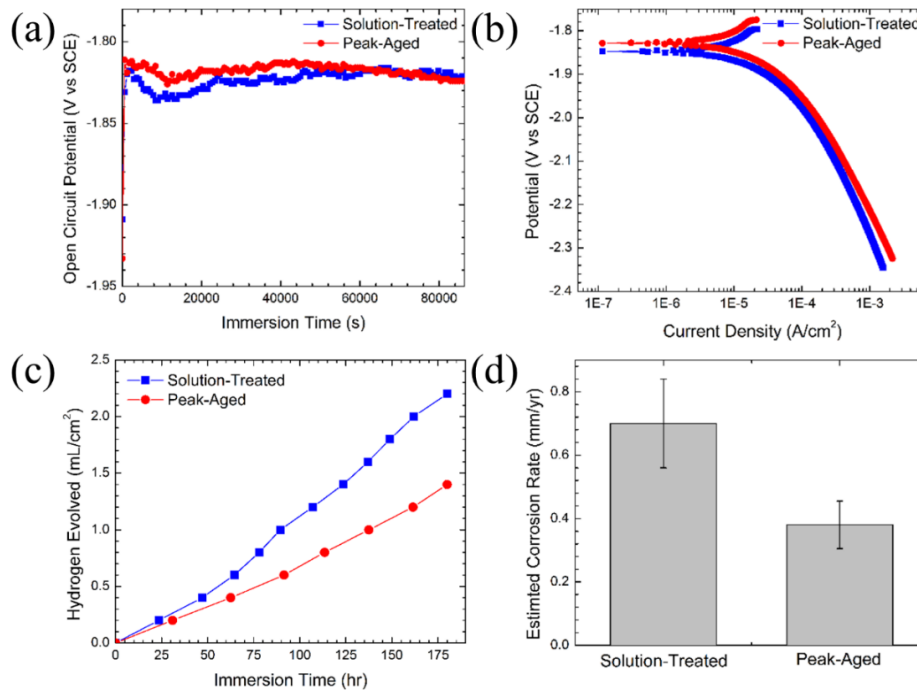 (a)
Solution-Treated
Peak-Aged
-1.80
-1.85
-1.90
-1.95
Open Circuit Potential (V vs SCE)
0
20000
40000
60000
80000
Immersion Time (s)
(b)
Solution-Treated
Peak-Aged
-1.8
-1.9
-2.0
-2.1
-2.2
-2.3
-2.4
Potential (V vs SCE)
1E-7
1E-6
1E-5
1E-4
1E-3
Current Density (A/cm²)
(c)
Solution-Treated
Peak-Aged
2.5
2.0
1.5
1.0
0.5
0.0
Hydrogen Evolved (mL/cm²)
0
25
50
75
100
125
150
175
Immersion Time (hr)
(d)
0.8
0.6
0.4
0.2
0.0
Estimted Corrosion Rate (mm/yr)
Solution-Treated
Peak-Aged